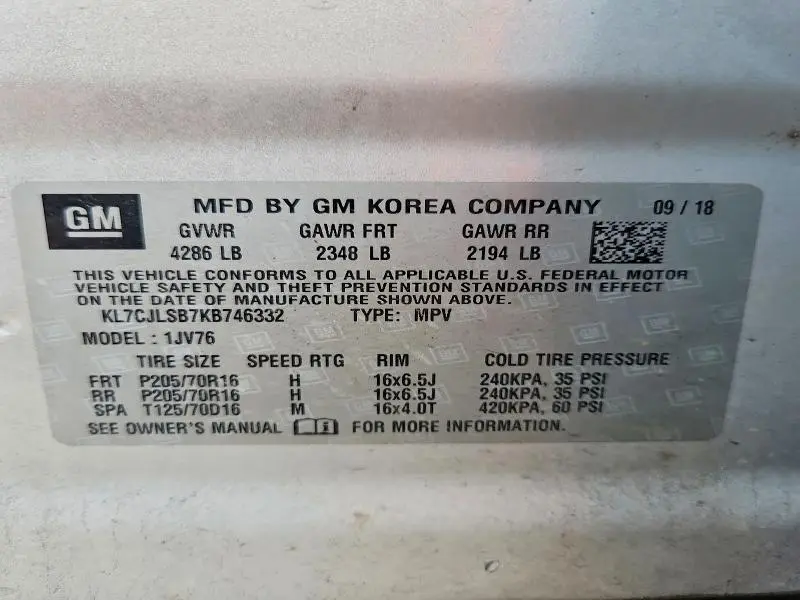 GM MFD BY GM KOREA COMPANY 09 / 18
GVWR GAWR FRT GAWR RR
4286 LB 2348 LB 2194 LB
THIS VEHICLE CONFORMS TO ALL APPLICABLE U.S. FEDERAL MOTOR
VEHICLE SAFETY AND THEFT PREVENTION STANDARDS IN EFFECT
ON THE DATE OF MANUFACTURE SHOWN ABOVE.
KL7CJLSB7KB746332 TYPE: MPV
MODEL : 1JV76
TIRE SIZE SPEED RTG RIM COLD TIRE PRESSURE
FRT P205/70R16 H 16x6.5J 240KPA, 35 PSI
RR P205/70R16 H 16x6.5J 240KPA, 35 PSI
SPA T125/70D16 M 16x4.0T 420KPA, 60 PSI
SEE OWNER'S MANUAL FOR MORE INFORMATION.